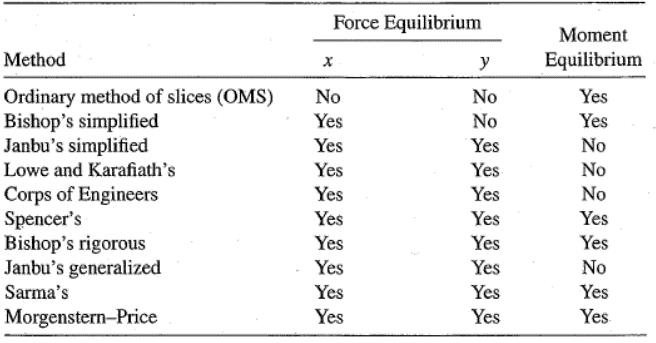 Force Equilibrium
Moment
Method x y Equilibrium
Ordinary method of slices (OMS) No No Yes
Bishop's simplified Yes No Yes
Janbu's simplified Yes Yes No
Lowe and Karafiath's Yes Yes No
Corps of Engineers Yes Yes No
Spencer's Yes Yes Yes
Bishop's rigorous Yes Yes Yes
Janbu's generalized Yes Yes No
Sarma's Yes Yes Yes
Morgenstern–Price Yes Yes Yes